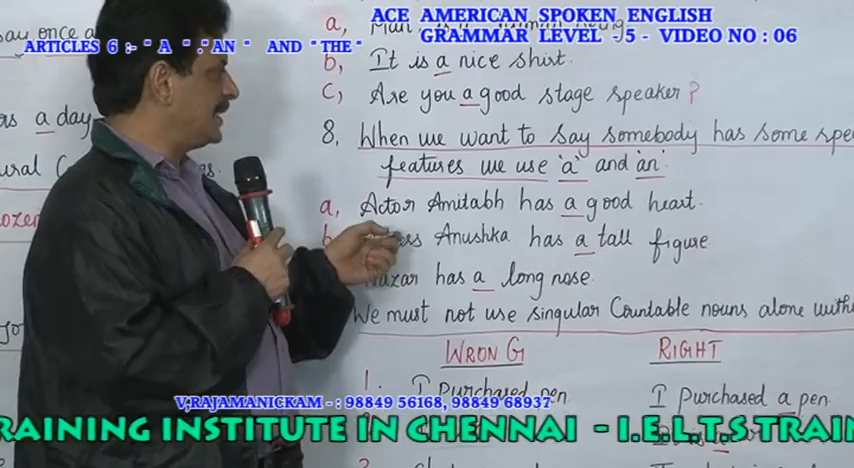 ACE AMERICAN SPOKEN ENGLISH
GRAMMAR LEVEL - 5 - VIDEO NO : 06
ARTICLES 6 :- " A " . " AN " AND " THE "
say once a
a day
a,
b, It is a nice shirt.
c, Are you a good stage speaker?
8, When we want to say somebody has some spe
features we use 'a' and 'an'.
a, Actor Amitabh has a good heart.
Anushka has a tall figure
has a long nose.
We must not use singular Countable nouns alone with
WRONG RIGHT
1. I purchased pen. I purchased a pen.
V,RAJAMANICKAM - : 98849 56168, 98849 68937
RAINING INSTITUTE IN CHENNAI - I.E.L.T.S TRAIN